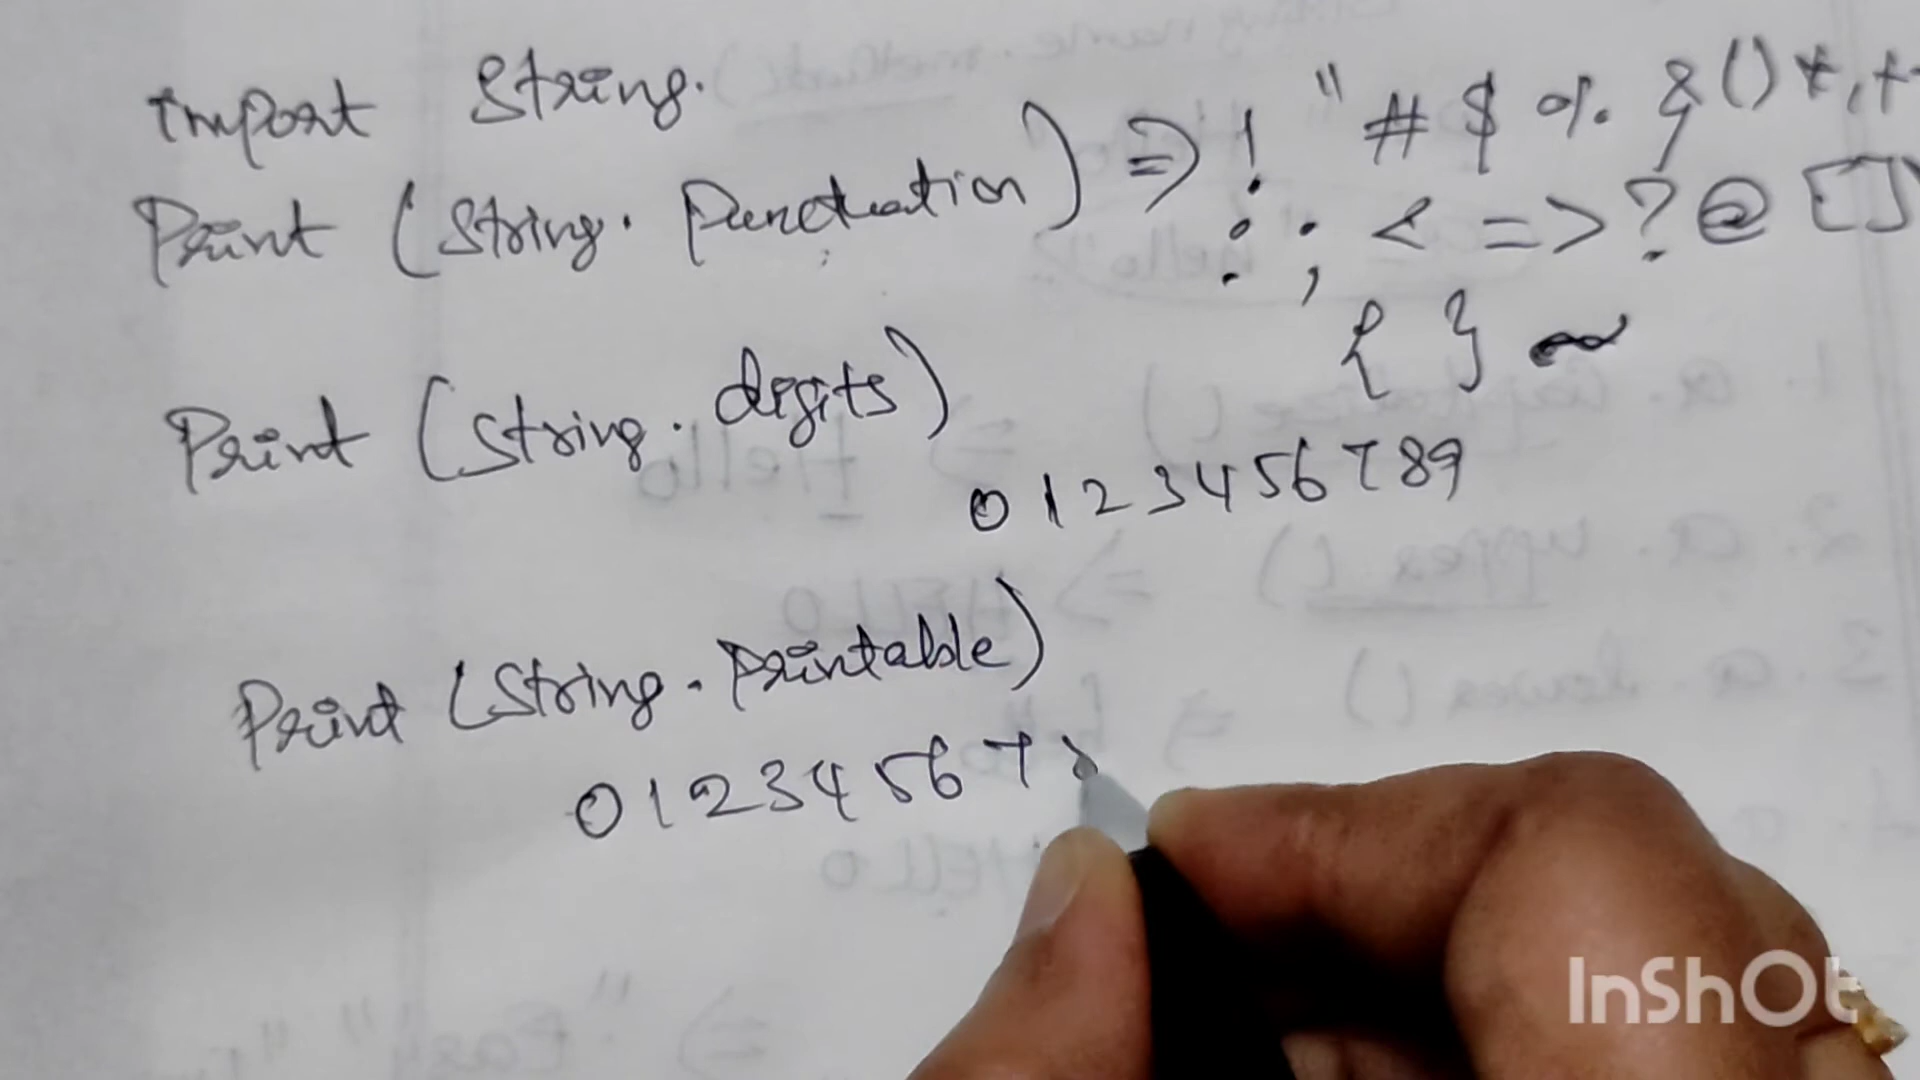 import string.
Print (string. punctuation) => ! " # $ % & () * , +
: ; < = > ? @ []
{ } ~
Print (string. digits)
0 1 2 3 4 5 6 7 8 9
Print (string. printable)
0 1 2 3 4 5 6 7
InShOt